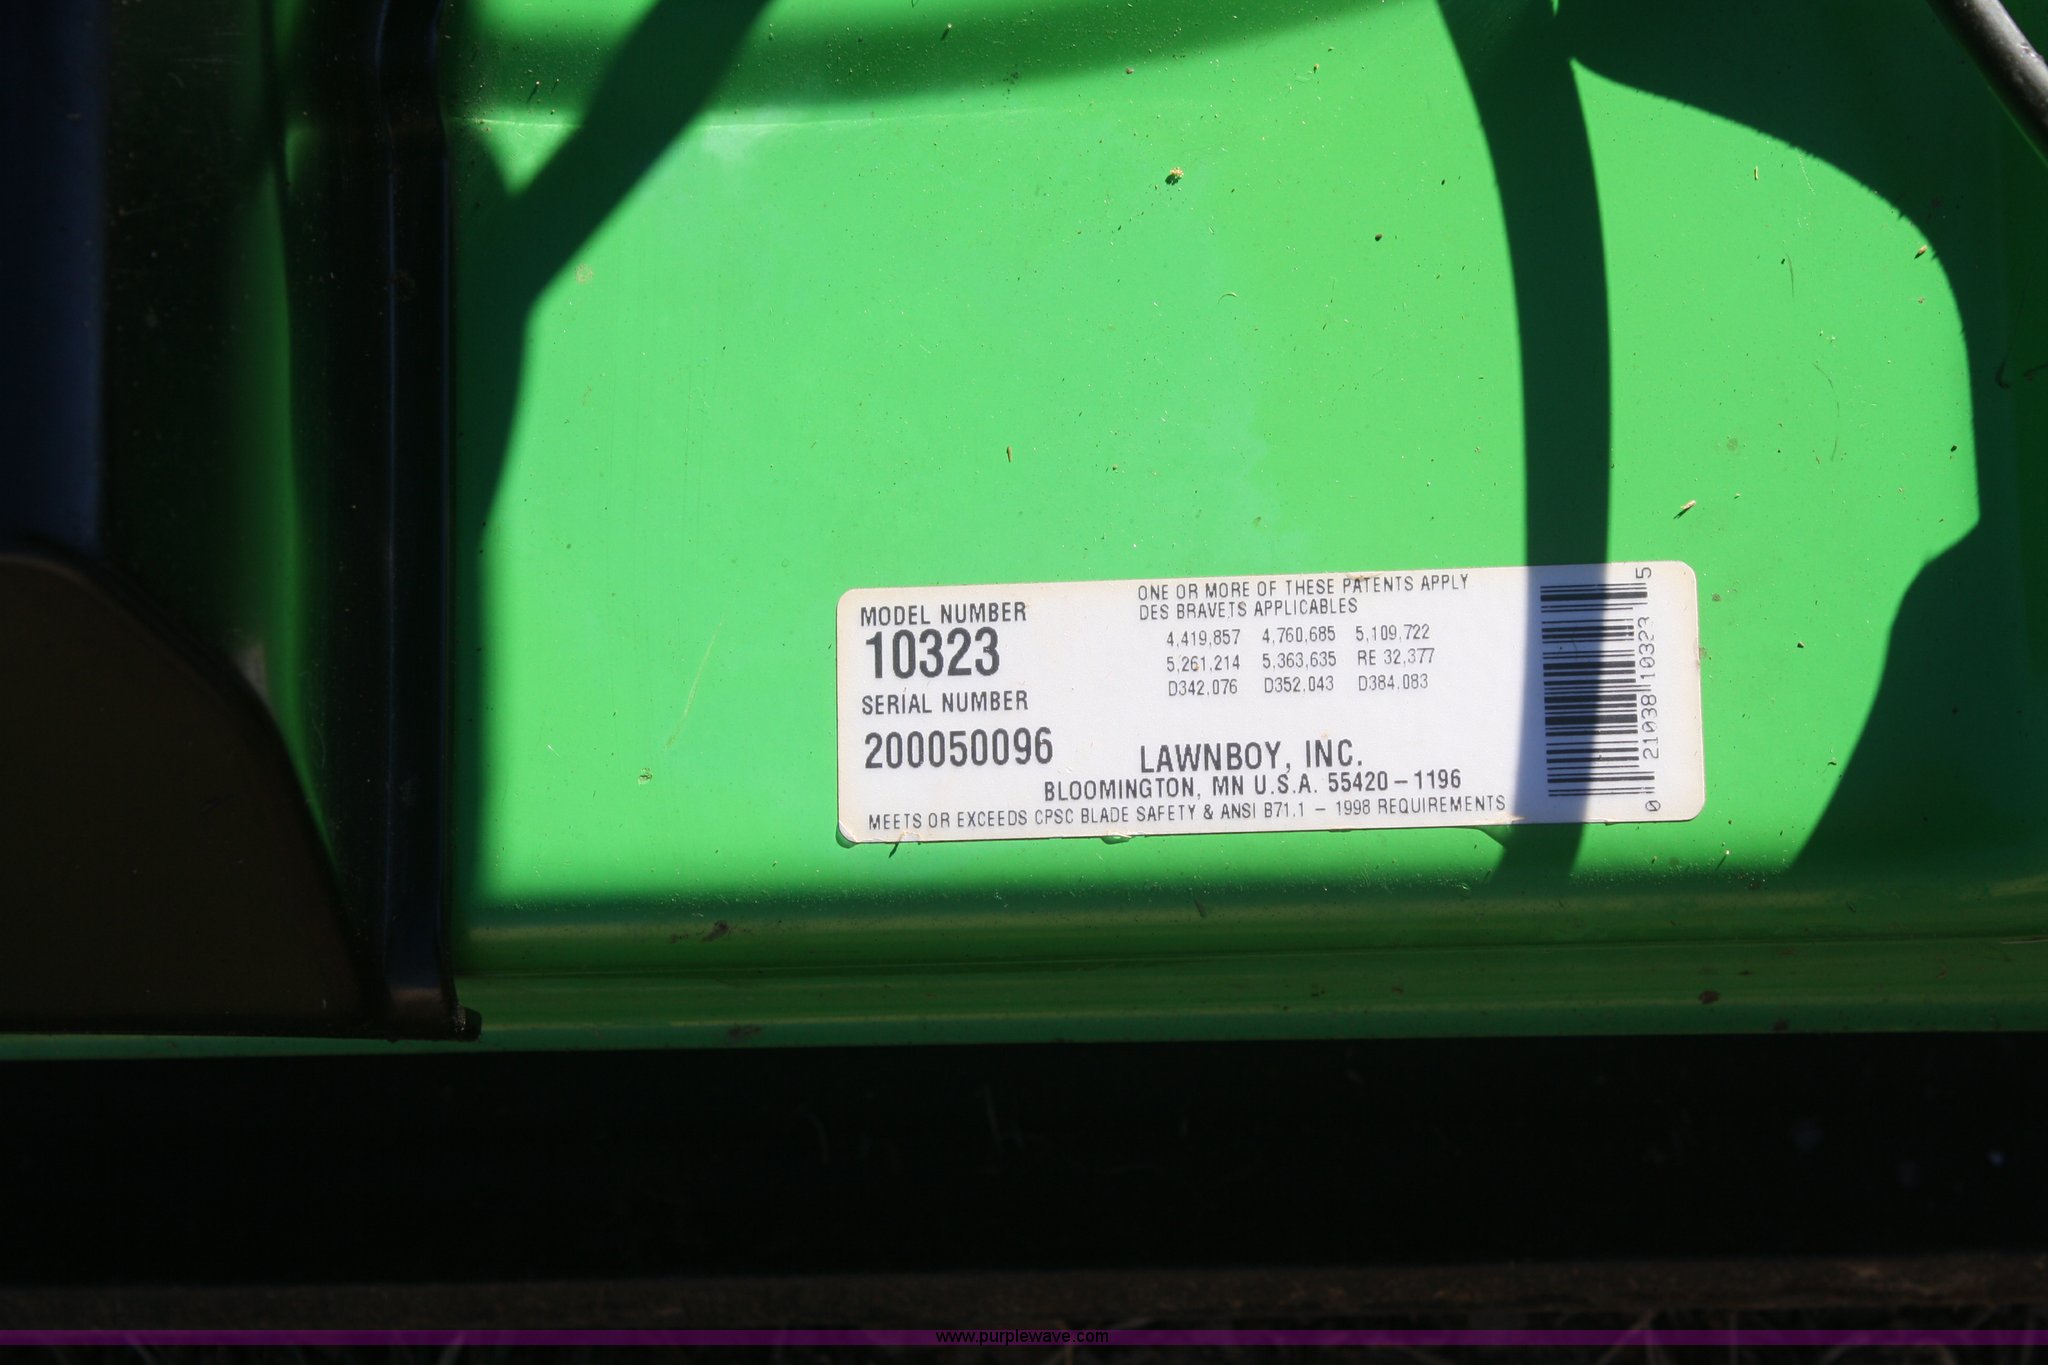 MODEL NUMBER
10323
SERIAL NUMBER
200050096
ONE OR MORE OF THESE PATENTS APPLY
DES BRAVETS APPLICABLES
4,419,857 4,760,685 5,109,722
5,261,214 5,363,635 RE 32,377
D342,076 D352,043 D384,083
LAWNBOY, INC.
BLOOMINGTON, MN U.S.A. 55420-1196
MEETS OR EXCEEDS CPSC BLADE SAFETY & ANSI B71.1 - 1998 REQUIREMENTS
0 21038 10323 5
www.purplewave.com